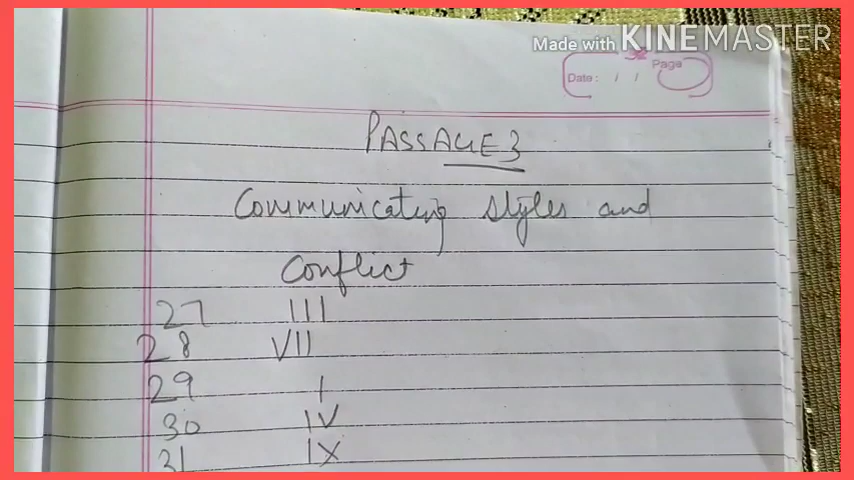 Made with KINEMASTER
Page
Date : / /
PASSAGE 3
Communicating styles and
Conflict
27 III
28 VII
29 I
30 IV
31 IX